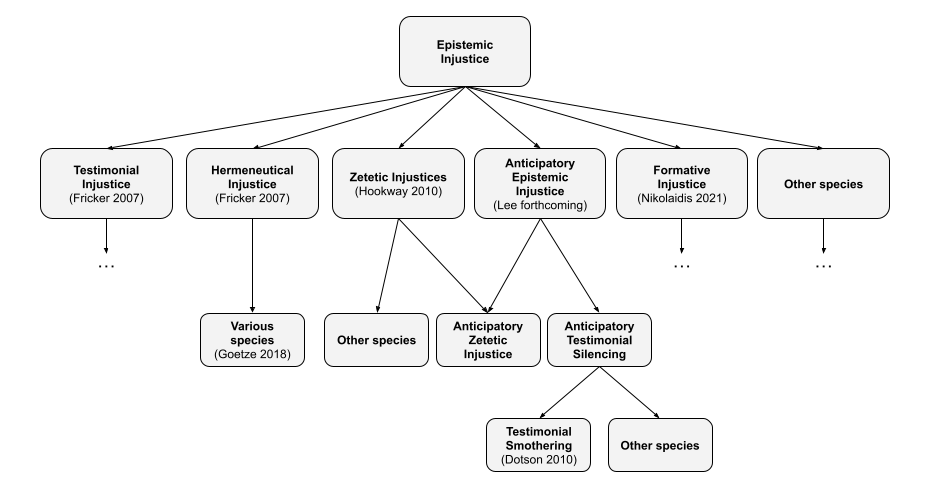 Epistemic
Injustice
Testimonial
Injustice
(Fricker 2007)
Hermeneutical
Injustice
(Fricker 2007)
Zetetic Injustices
(Hookway 2010)
Anticipatory
Epistemic
Injustice
(Lee forthcoming)
Formative
Injustice
(Nikolaidis 2021)
Other species
...
...
...
Various
species
(Goetze 2018)
Other species
Anticipatory
Zetetic
Injustice
Anticipatory
Testimonial
Silencing
Testimonial
Smothering
(Dotson 2010)
Other species